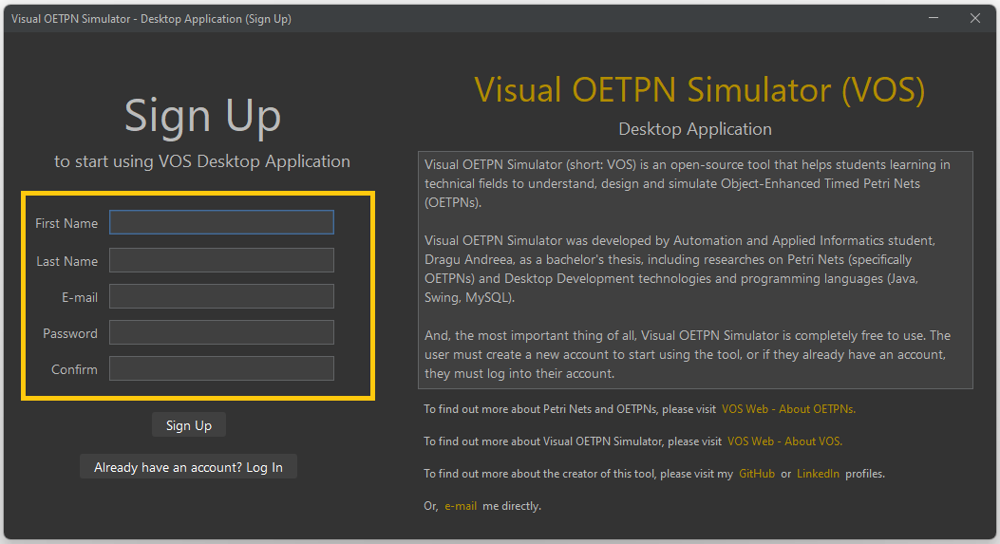 Visual OETPN Simulator - Desktop Application (Sign Up)
Sign Up
to start using VOS Desktop Application
First Name
Last Name
E-mail
Password
Confirm
Sign Up
Already have an account? Log In
Visual OETPN Simulator (VOS)
Desktop Application
Visual OETPN Simulator (short: VOS) is an open-source tool that helps students learning in
technical fields to understand, design and simulate Object-Enhanced Timed Petri Nets
(OETPNs).
Visual OETPN Simulator was developed by Automation and Applied Informatics student,
Dragu Andreea, as a bachelor's thesis, including researches on Petri Nets (specifically
OETPNs) and Desktop Development technologies and programming languages (Java,
Swing, MySQL).
And, the most important thing of all, Visual OETPN Simulator is completely free to use. The
user must create a new account to start using the tool, or if they already have an account,
they must log into their account.
To find out more about Petri Nets and OETPNs, please visit VOS Web - About OETPNs.
To find out more about Visual OETPN Simulator, please visit VOS Web - About VOS.
To find out more about the creator of this tool, please visit my GitHub or LinkedIn profiles.
Or, e-mail me directly.